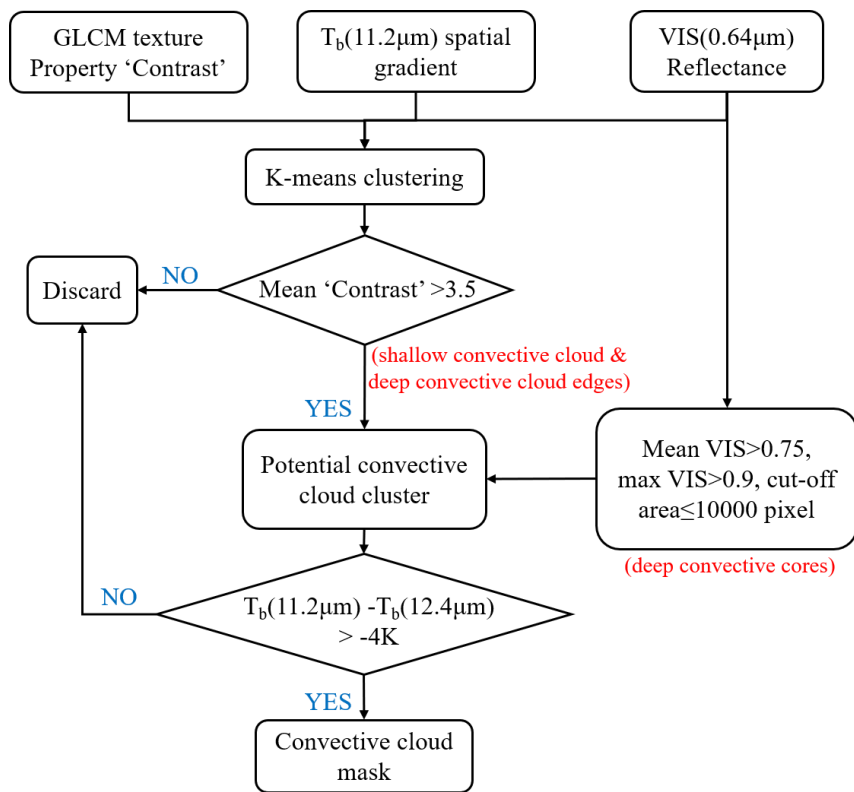 GLCM texture
Property ‘Contrast’
T_b(11.2μm) spatial
gradient
VIS(0.64μm)
Reflectance
K-means clustering
NO
Discard
Mean ‘Contrast’ >3.5
(shallow convective cloud &
deep convective cloud edges)
YES
Potential convective
cloud cluster
Mean VIS>0.75,
max VIS>0.9, cut-off
area≤10000 pixel
(deep convective cores)
NO
T_b(11.2μm) -T_b(12.4μm)
> -4K
YES
Convective cloud
mask